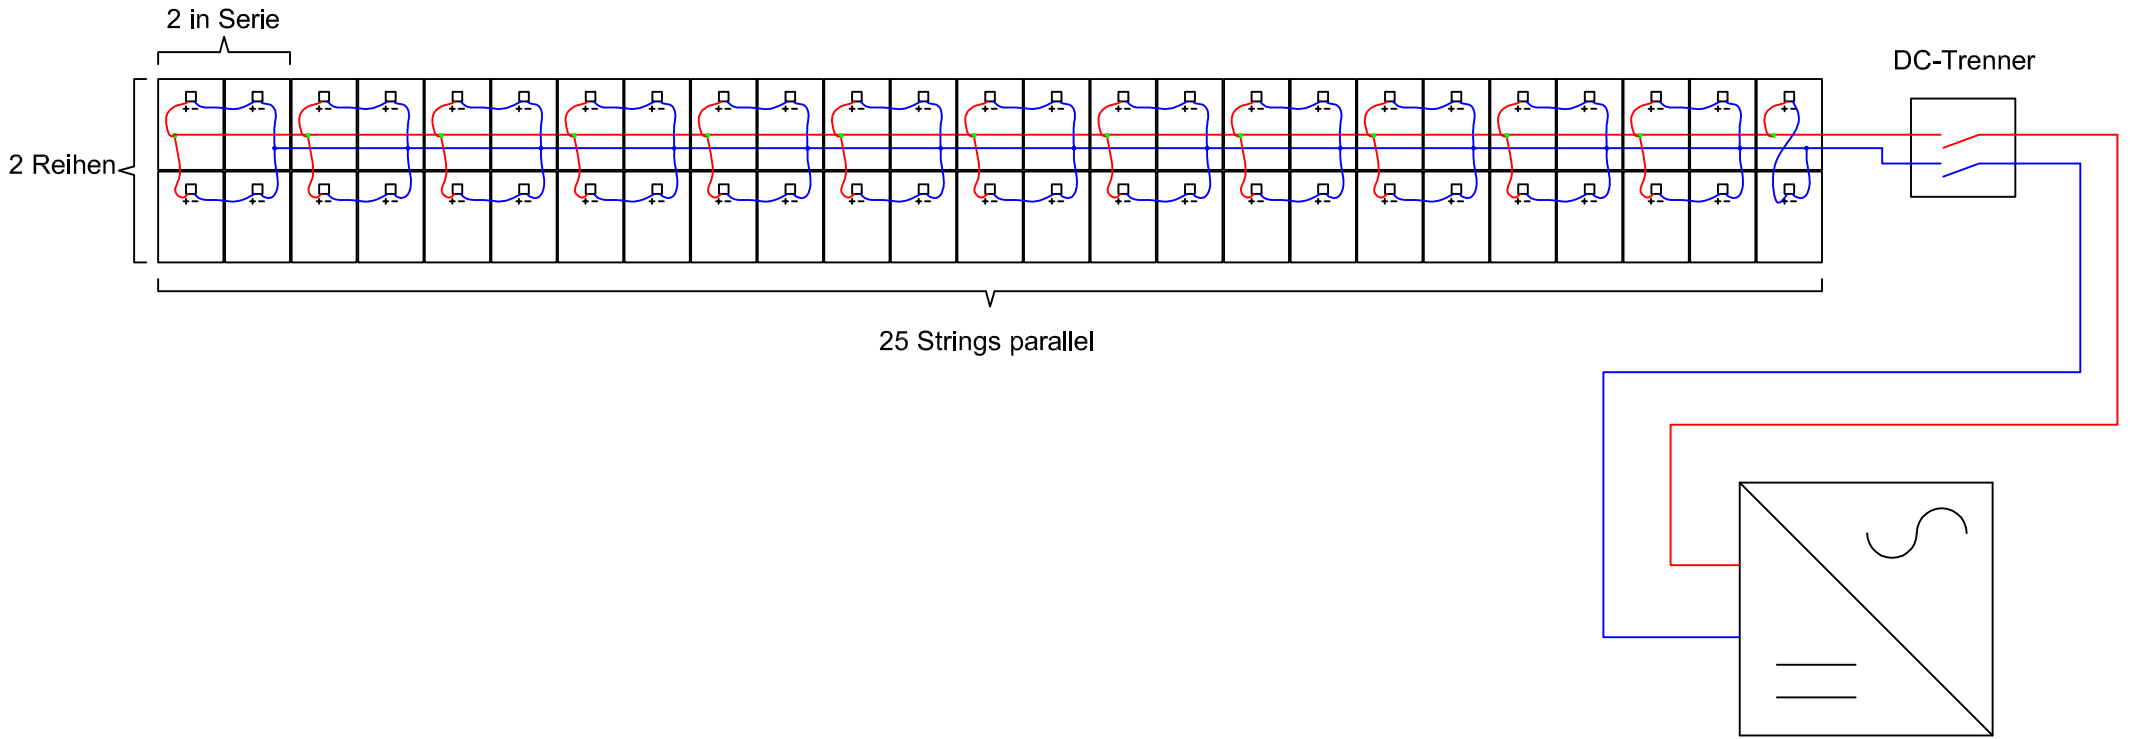 2 in Serie
DC-Trenner
2 Reihen
25 Strings parallel